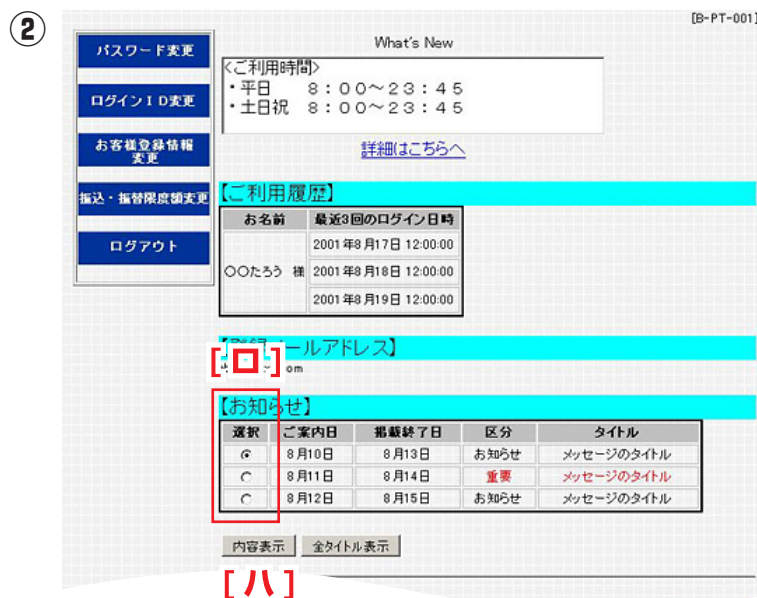 ②
[B-PT-001]
パスワード変更
ログインＩＤ変更
お客様登録情報
変更
振込・振替限度額変更
ログアウト
What's New
<ご利用時間>
・平日　８：００～２３：４５
・土日祝　８：００～２３：４５
詳細はこちらへ
【ご利用履歴】
お名前 最近3回のログイン日時
〇〇たろう 様
2001年8月17日 12:00:00
2001年8月18日 12:00:00
2001年8月19日 12:00:00
メールアドレス】
[ロ]
om
【お知らせ】
選択 ご案内日 掲載終了日 区分 タイトル
8月10日 8月13日 お知らせ メッセージのタイトル
8月11日 8月14日 重要 メッセージのタイトル
8月12日 8月15日 お知らせ メッセージのタイトル
内容表示 全タイトル表示
[ハ]